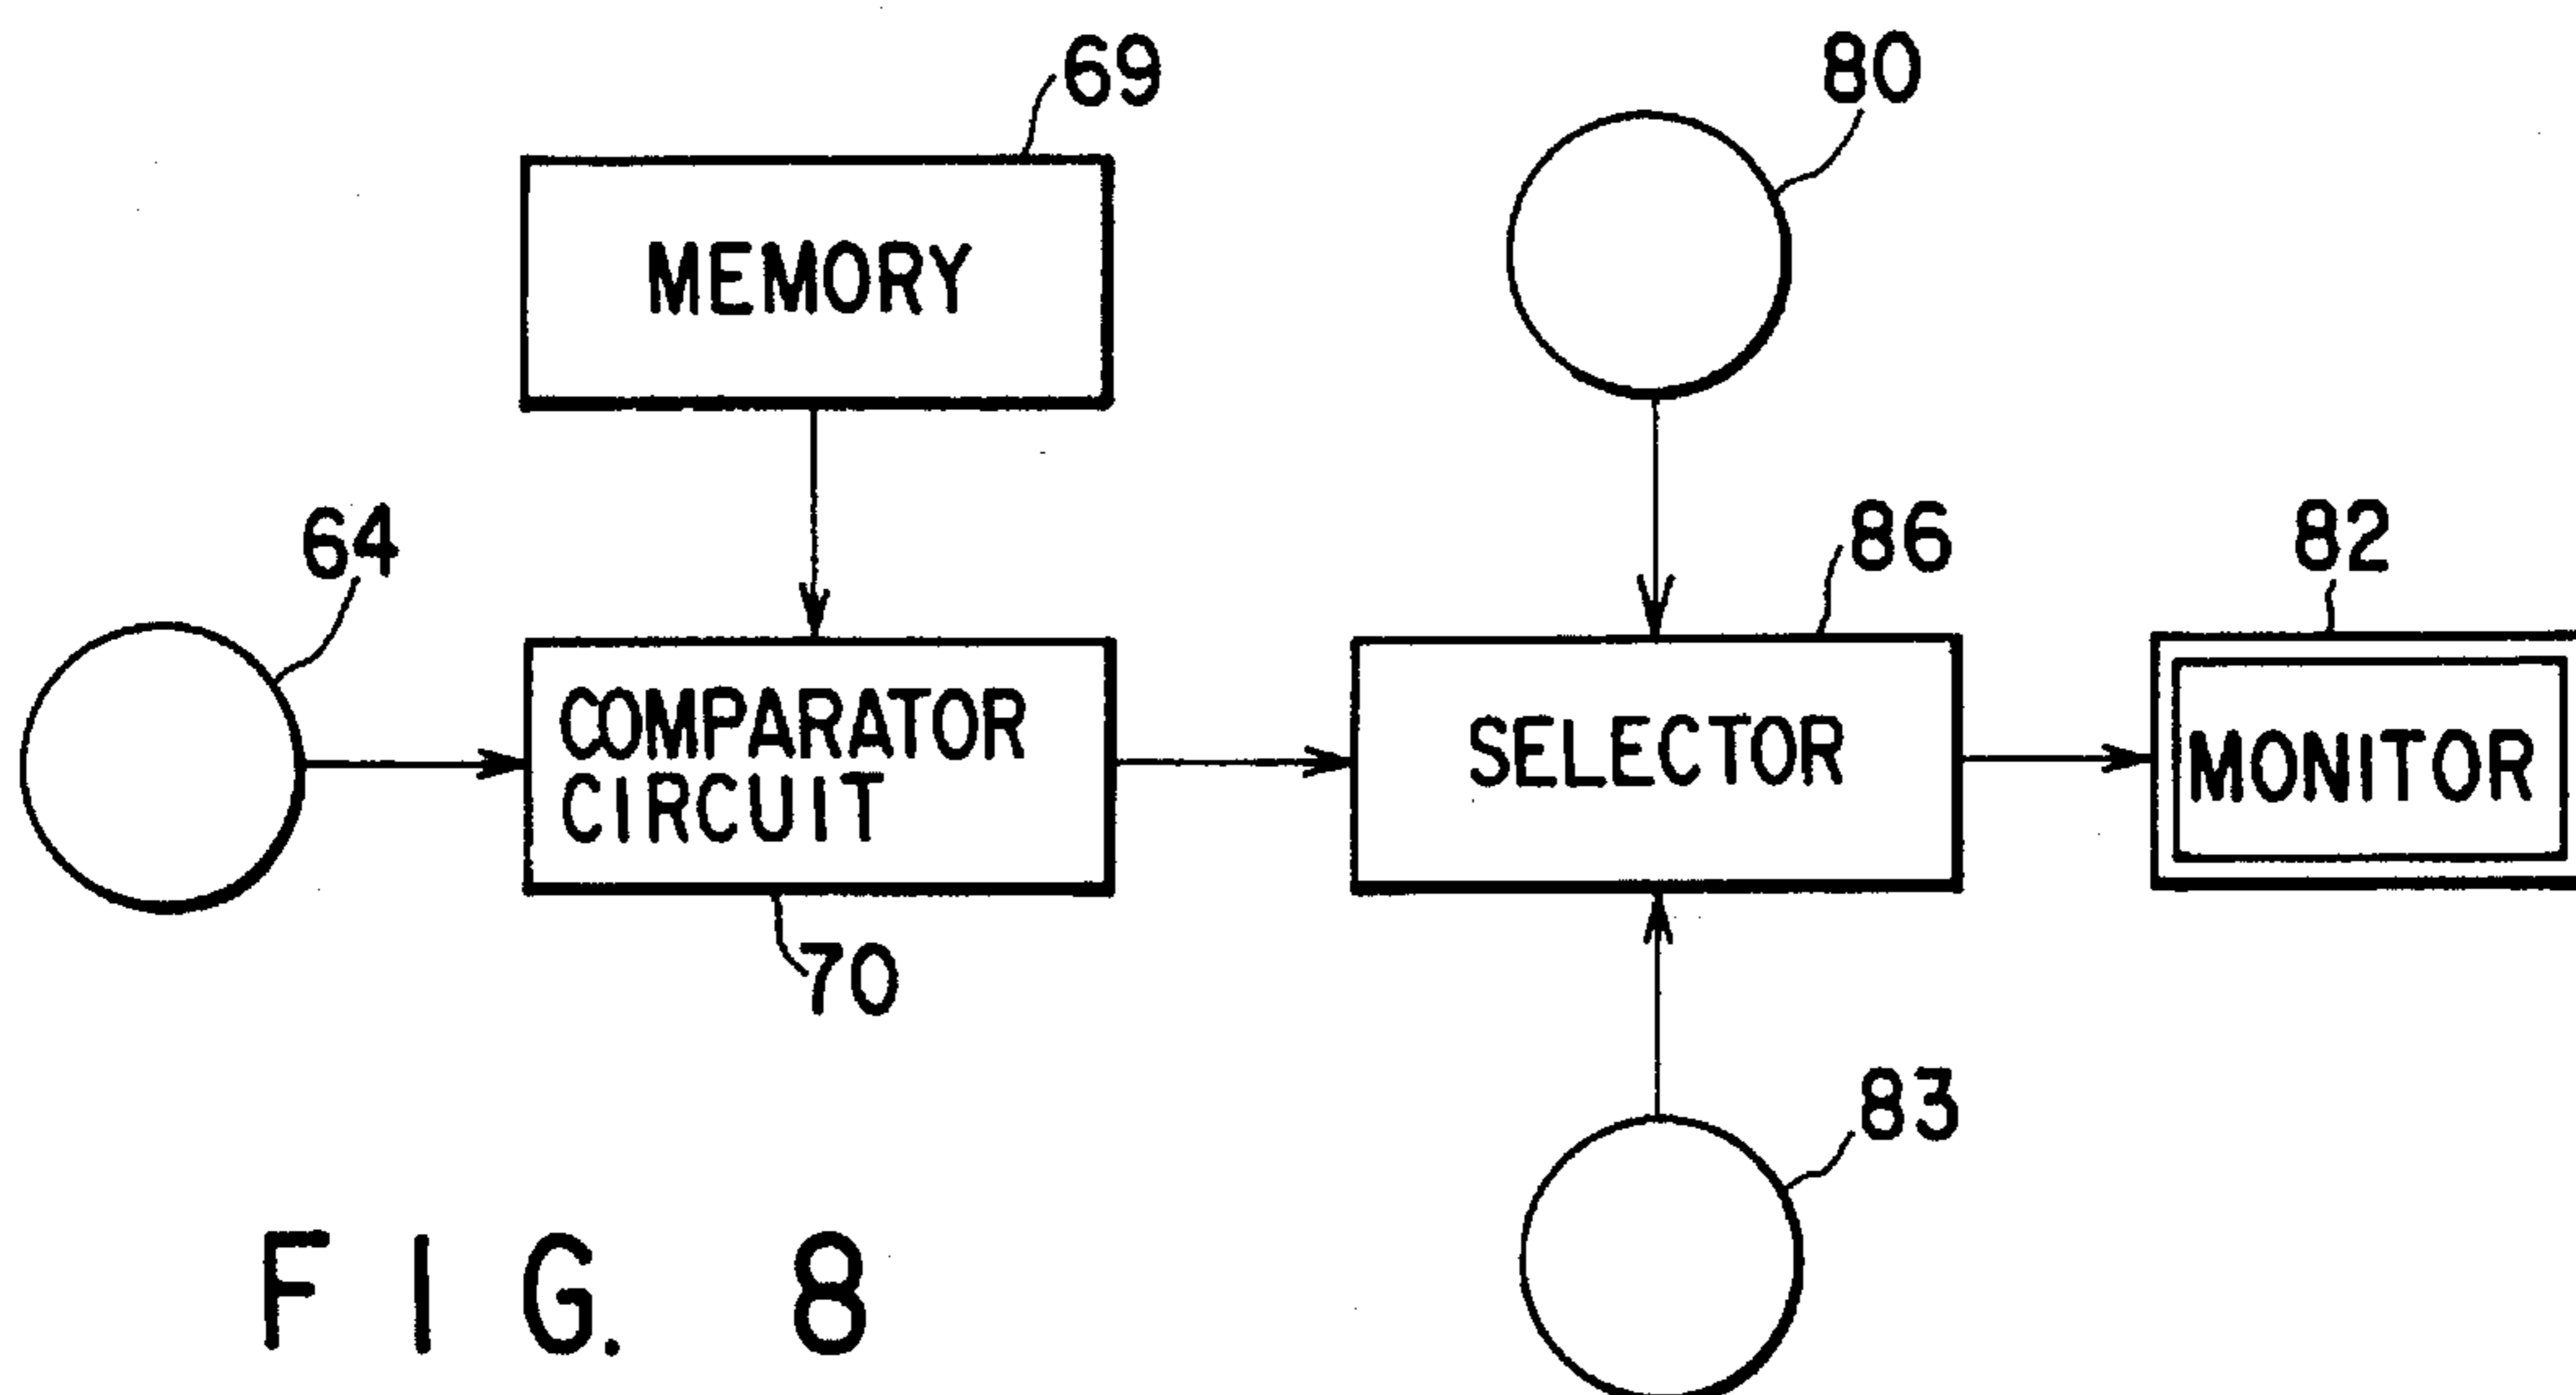 69
80
MEMORY
64
86
82
COMPARATOR
CIRCUIT
SELECTOR
MONITOR
70
83
FIG. 8